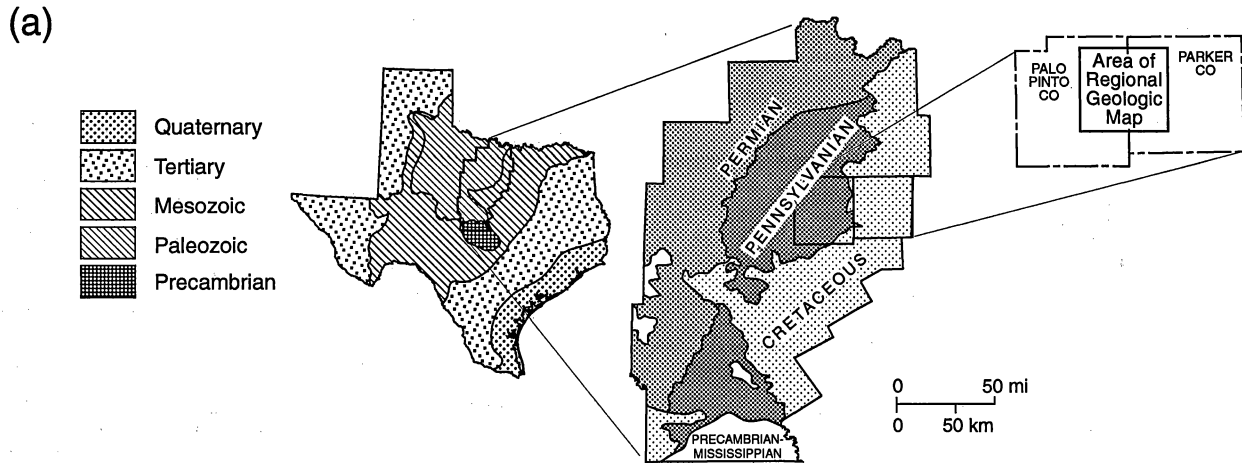 (a)
Quaternary
Tertiary
Mesozoic
Paleozoic
Precambrian
PERMIAN
PENNSYLVANIAN
CRETACEOUS
PRECAMBRIAN-
MISSISSIPPIAN
PALO
PINTO
CO
Area of
Regional
Geologic
Map
PARKER
CO
0 50 mi
0 50 km